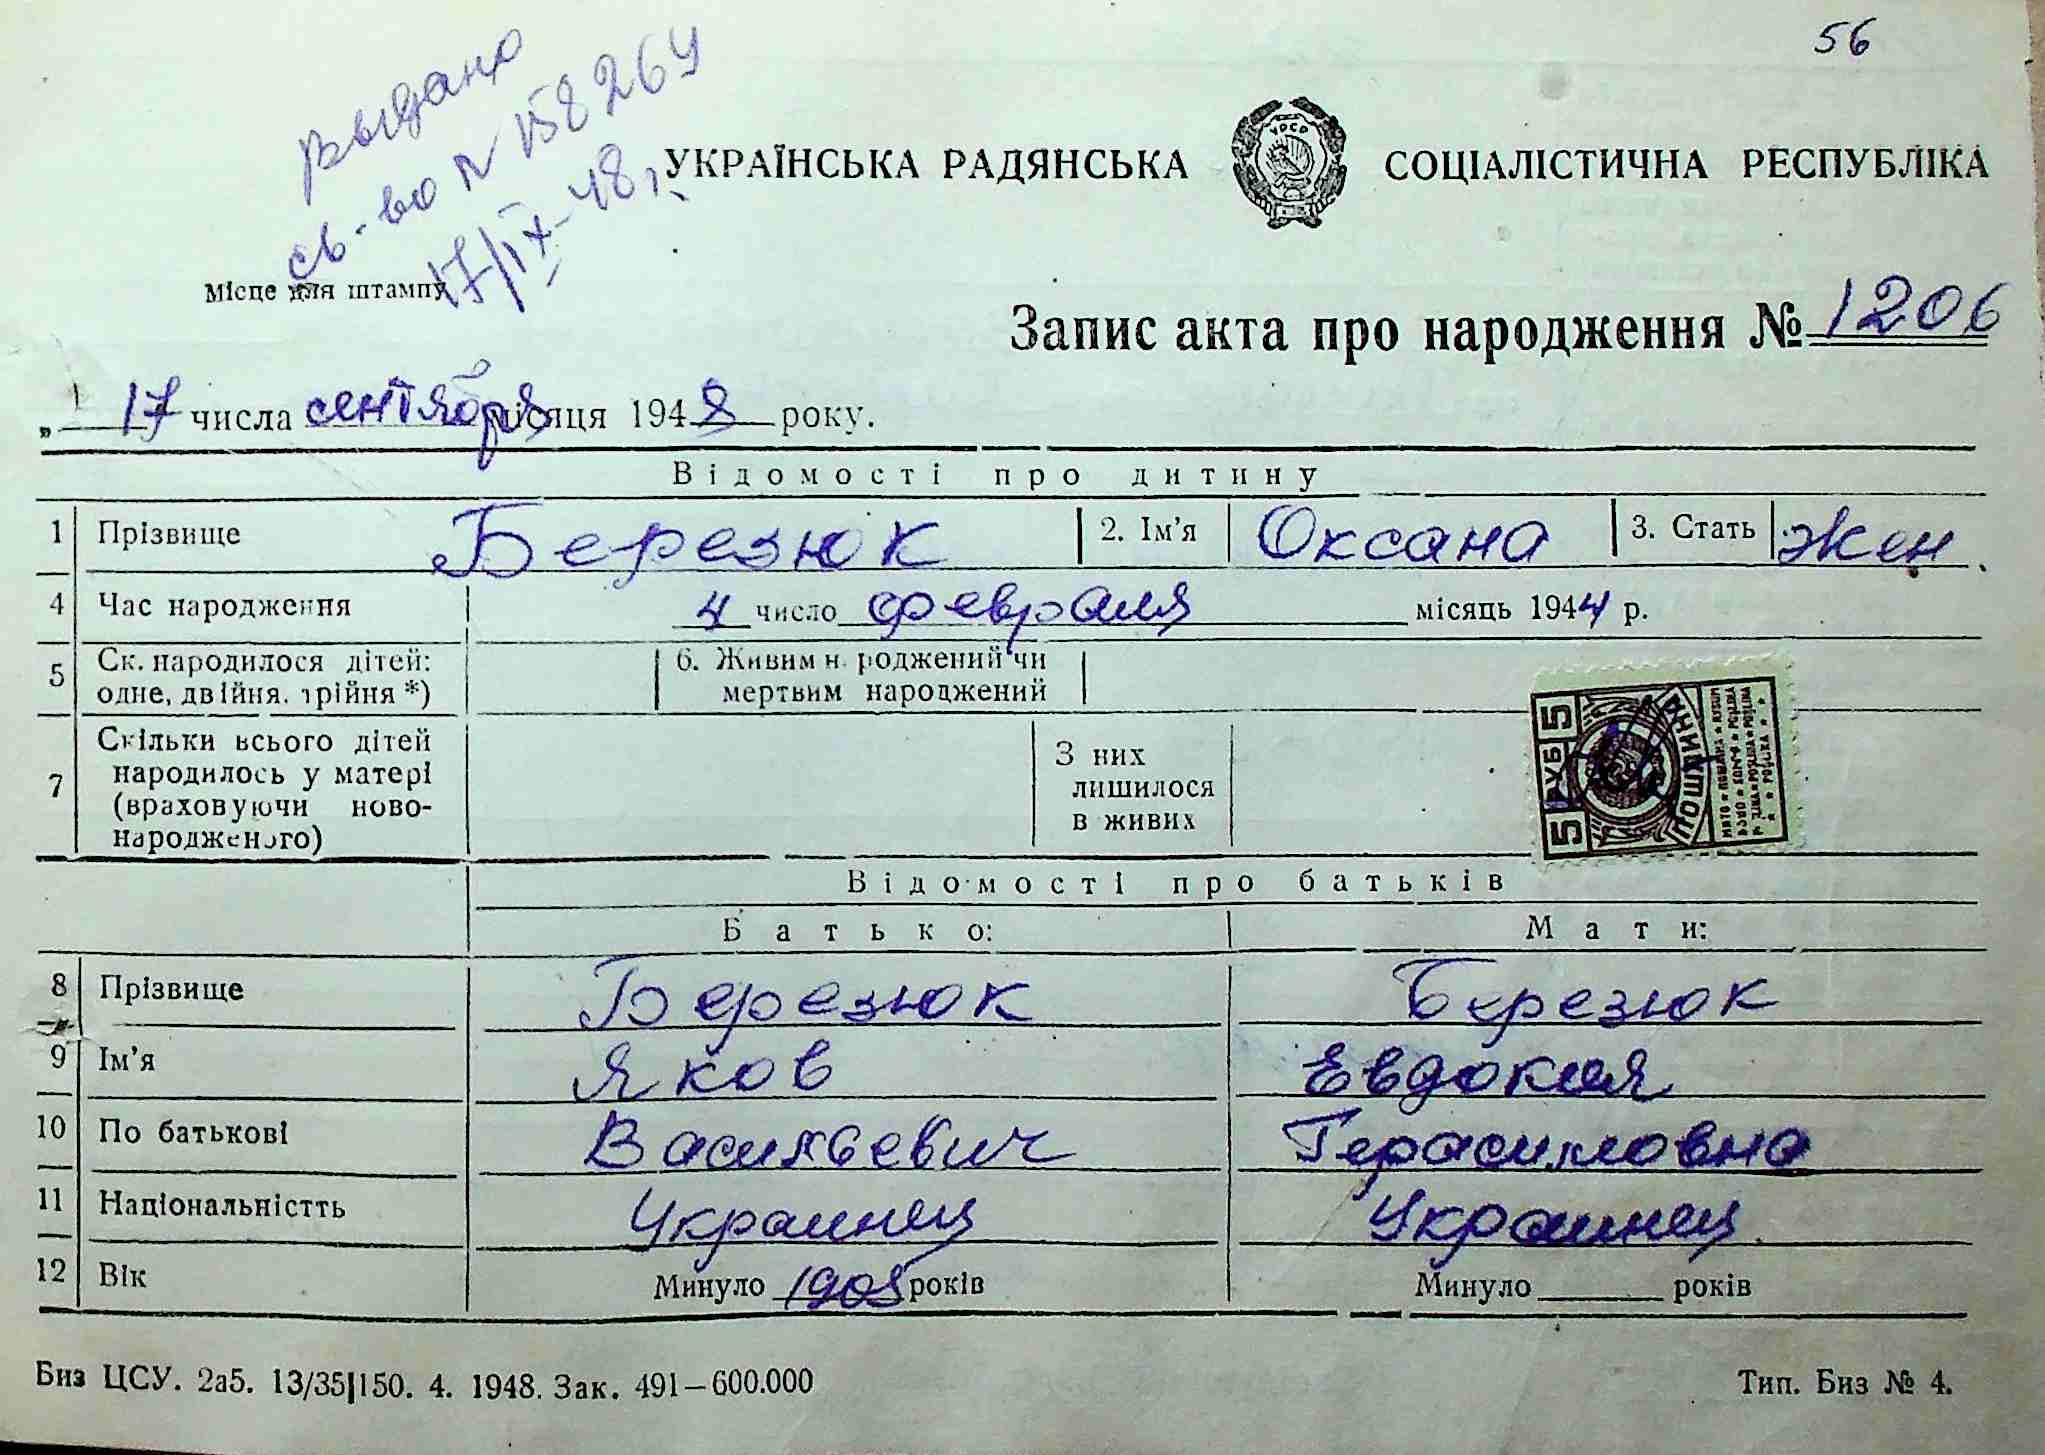 56
выдано
св-во № 158264
17/IX-48 г.
УКРАЇНСЬКА РАДЯНСЬКА СОЦІАЛІСТИЧНА РЕСПУБЛІКА
УРСР
Місце для штампу
Запис акта про народження № 1206
„ 17 числа сентября місяця 1948 року.
Відомості про дитину
1 Прізвище Березюк 2. Ім'я Оксана 3. Стать жен.
4 Час народження 4 число февраля місяць 1944 р.
5 Ск. народилося дітей: одне, двійня, трійня *) 6. Живим народжений чи мертвим народжений
7 Скільки всього дітей народилось у матері (враховуючи ново-народженого) З них лишилося в живих
5 РУБ 5
ПОШЛИНА
Відомості про батьків
Батько: Мати:
8 Прізвище Березюк Березюк
9 Ім'я Яков Евдокия
10 По батькові Васильевич Герасимовна
11 Національністть Украинец Украинец
12 Вік Минуло 1905 років Минуло років
Биз ЦСУ. 2а5. 13/35|150. 4. 1948. Зак. 491—600.000 Тип. Биз № 4.